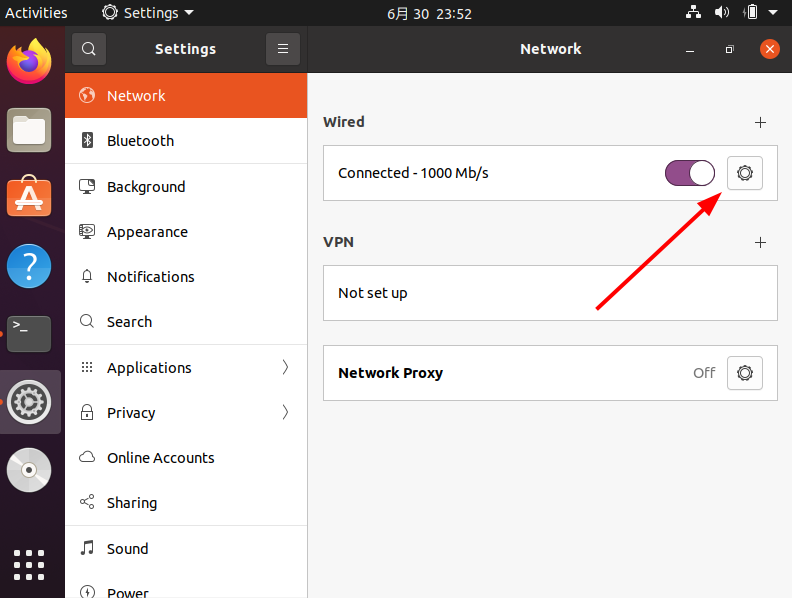 Activities
Settings
6月 30 23:52
Settings
Network
Network
Bluetooth
Background
Appearance
Notifications
Search
Applications
Privacy
Online Accounts
Sharing
Sound
Power
Wired
Connected - 1000 Mb/s
VPN
Not set up
Network Proxy
Off